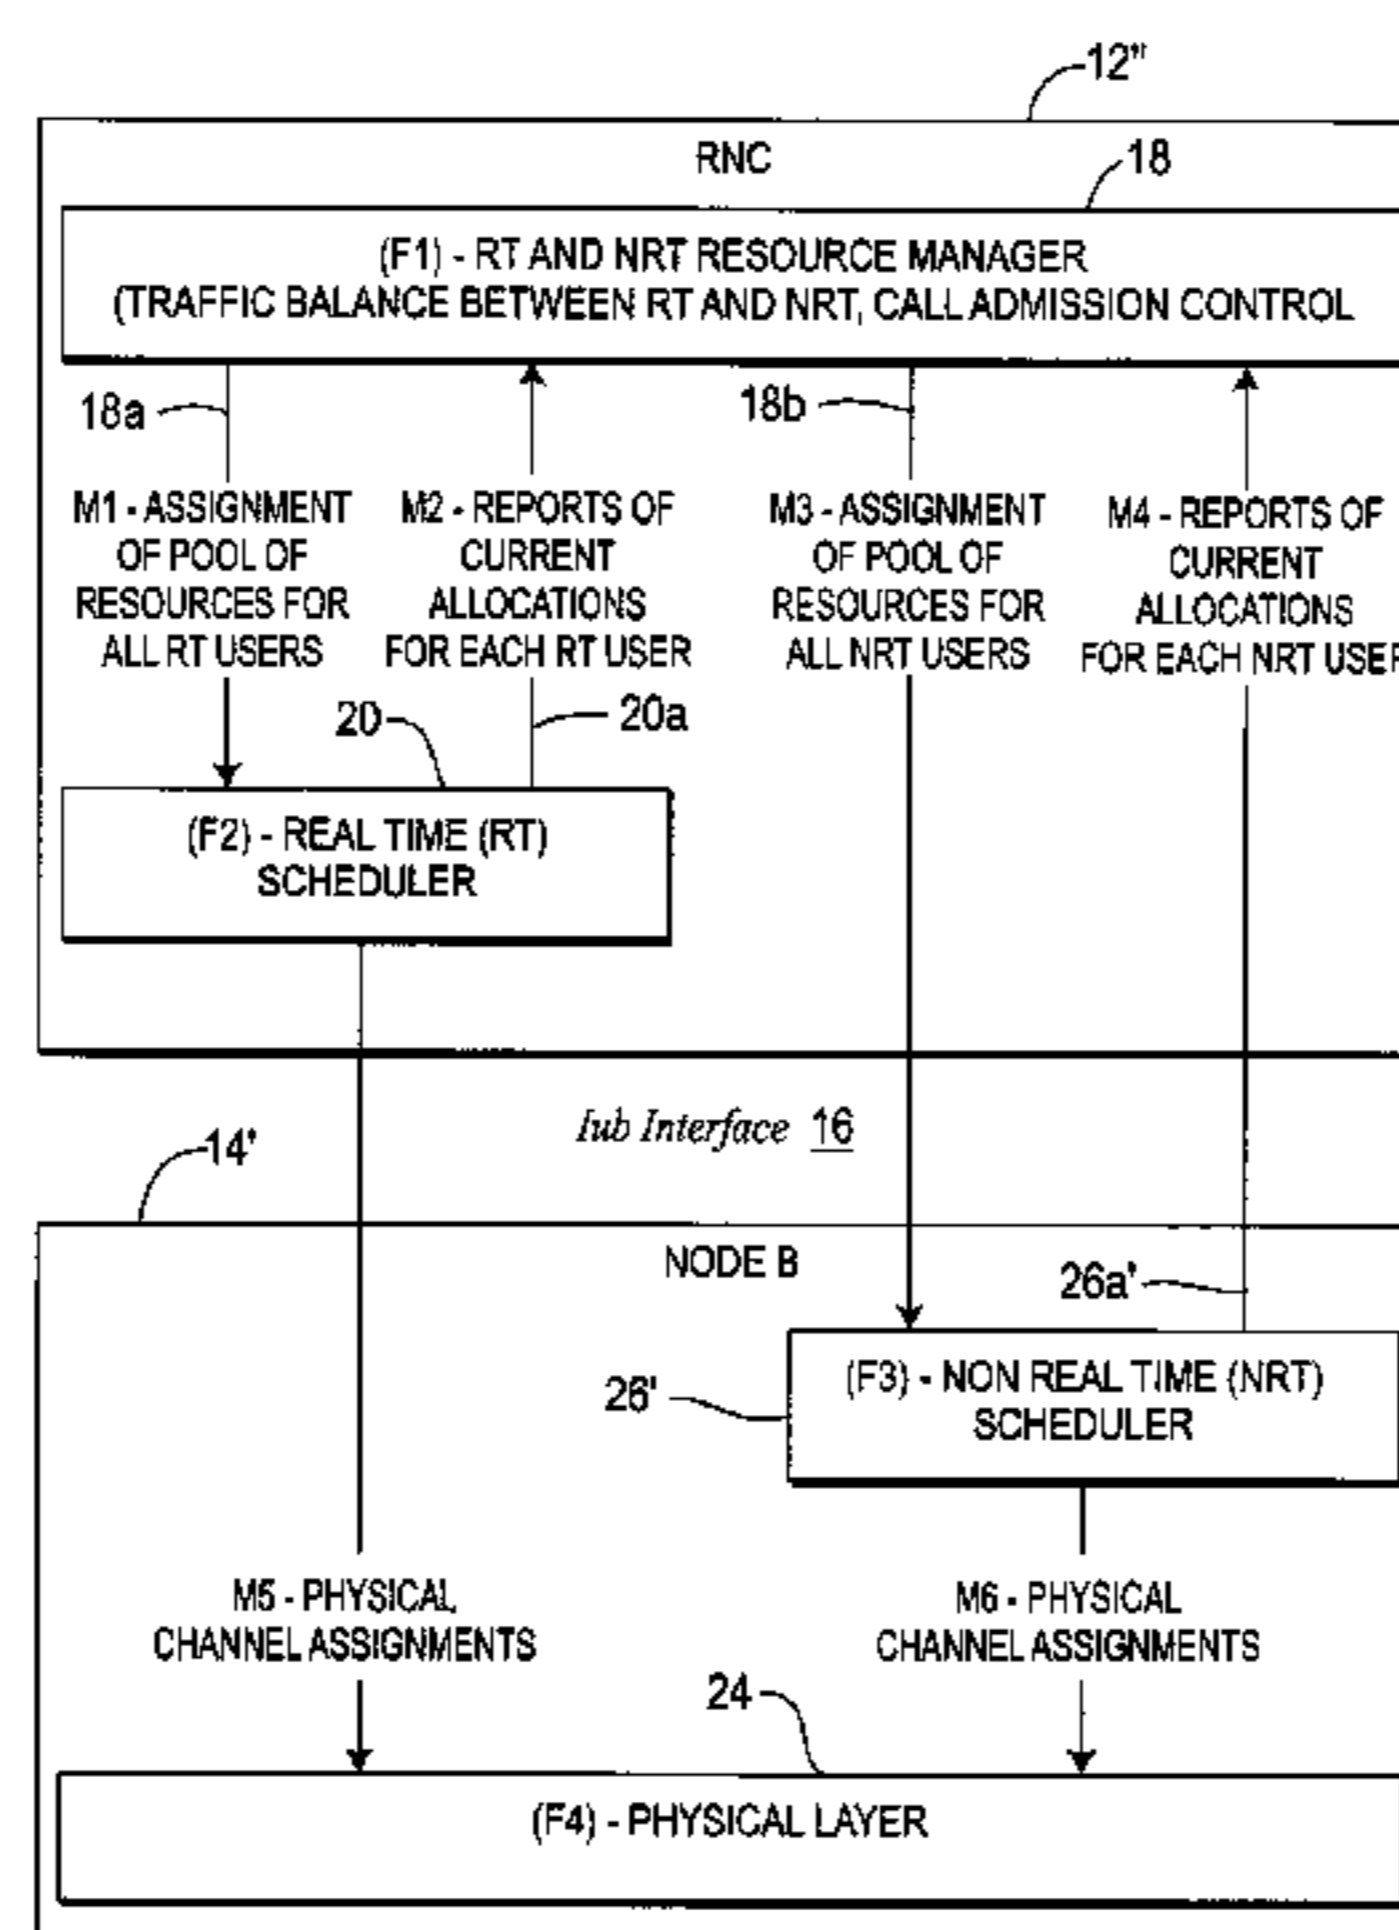 12"
RNC
18
(F1) - RT AND NRT RESOURCE MANAGER
(TRAFFIC BALANCE BETWEEN RT AND NRT, CALL ADMISSION CONTROL
18a
18b
M1 - ASSIGNMENT
OF POOL OF
RESOURCES FOR
ALL RT USERS
M2 - REPORTS OF
CURRENT
ALLOCATIONS
FOR EACH RT USER
M3 - ASSIGNMENT
OF POOL OF
RESOURCES FOR
ALL NRT USERS
M4 - REPORTS OF
CURRENT
ALLOCATIONS
FOR EACH NRT USER
20
20a
(F2) - REAL TIME (RT)
SCHEDULER
Iub Interface 16
14'
NODE B
26a'
(F3) - NON REAL TIME (NRT)
SCHEDULER
26'
M5 - PHYSICAL
CHANNEL ASSIGNMENTS
M6 - PHYSICAL
CHANNEL ASSIGNMENTS
24
(F4) - PHYSICAL LAYER